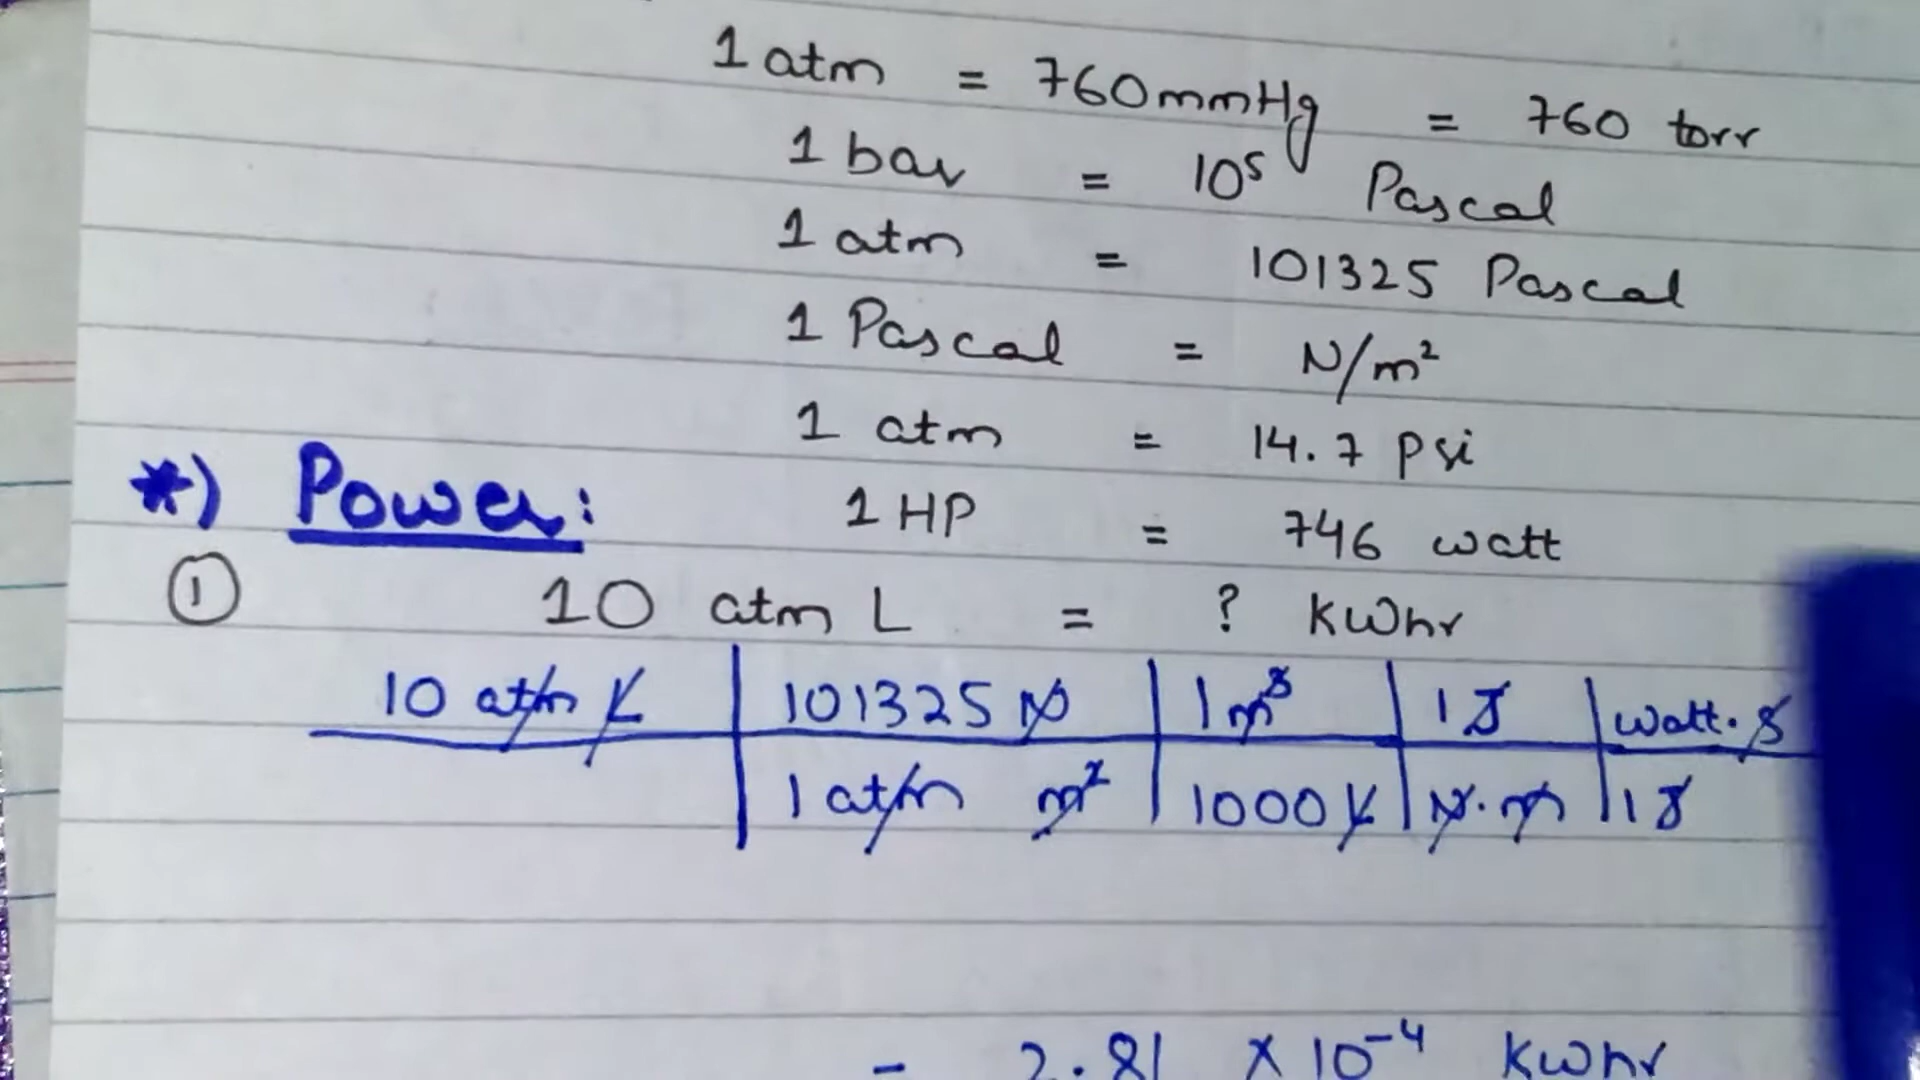 1 atm = 760mmHg = 760 torr
1 bar = 10⁵ Pascal
1 atm = 101325 Pascal
1 Pascal = N/m²
1 atm = 14.7 psi
*) Power: 1 HP = 746 watt
① 10 atm L = ? KWhr
10 atm L | 101325 N | 1 m³ | 1 J | watt. s
1 atm m² | 1000 L | N.m | 1 J
= 2.81 × 10⁻⁴ KWhr